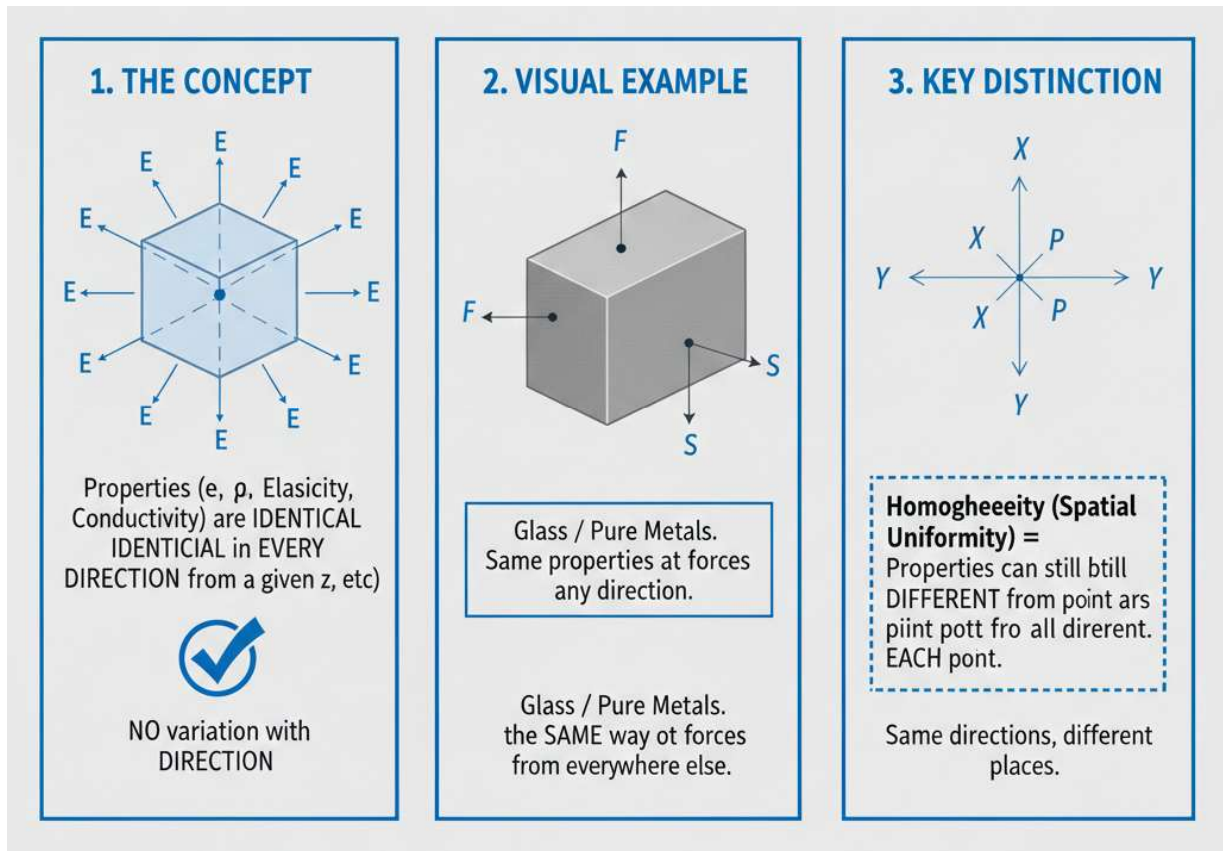 1. THE CONCEPT
E
E
E
E
E
E
E
E
E
E
E
E
Properties (e, ρ, Elasicity,
Conductivity) are IDENTICAL
IDENTICIAL in EVERY
DIRECTION from a given z, etc)
NO variation with
DIRECTION
2. VISUAL EXAMPLE
F
F
S
S
Glass / Pure Metals.
Same properties at forces
any direction.
Glass / Pure Metals.
the SAME way ot forces
from everywhere else.
3. KEY DISTINCTION
X
X P
Y Y
X P
Y
Homogheeeity (Spatial
Uniformity) =
Properties can still btill
DIFFERENT from point ars
piint pott fro all direrent.
EACH pont.
Same directions, different
places.